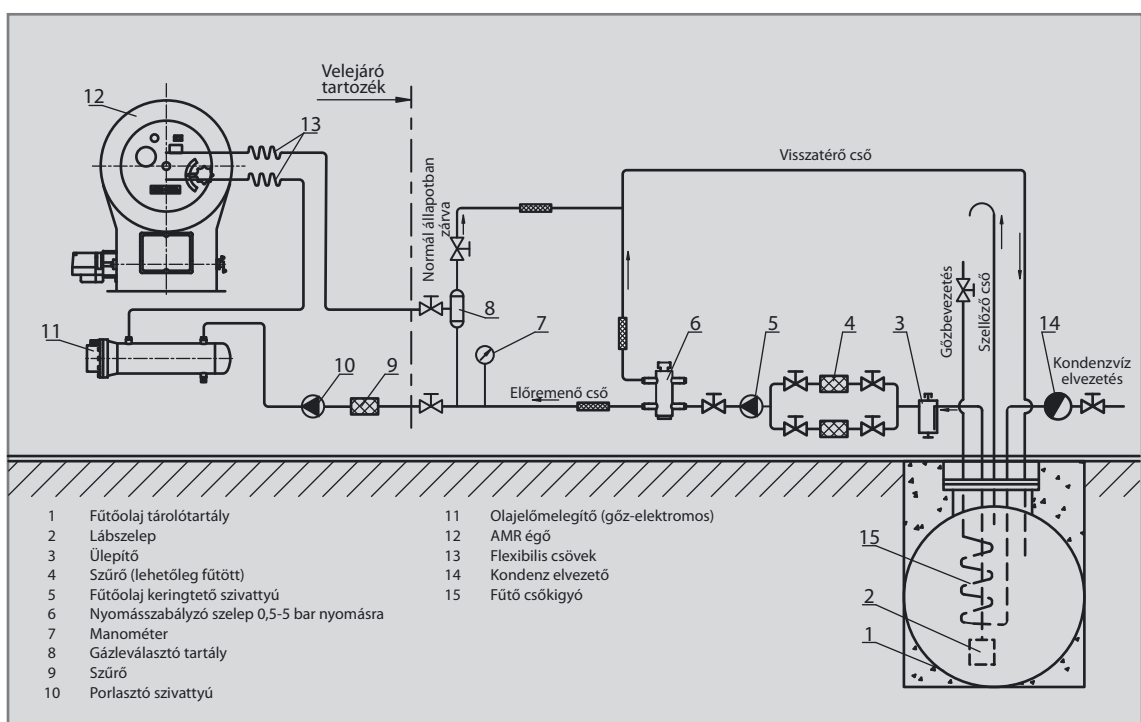 Velejáró
tartozék
12
13
Visszatérő cső
Normál állapotban
zárva
Gőzbevezetés
Szellőző cső
11
8
7
6
5
4
3
14
Kondenzvíz
elvezetés
10
9
Előremenő cső
1 Fűtőolaj tárolótartály
2 Lábszelep
3 Ülepítő
4 Szűrő (lehetőleg fűtött)
5 Fűtőolaj keringtető szivattyú
6 Nyomásszabályzó szelep 0,5-5 bar nyomásra
7 Manométer
8 Gázleválasztó tartály
9 Szűrő
10 Porlasztó szivattyú
11 Olajelőmelegítő (gőz-elektromos)
12 AMR égő
13 Flexibilis csövek
14 Kondenz elvezető
15 Fűtő csőkigyó
15
2
1